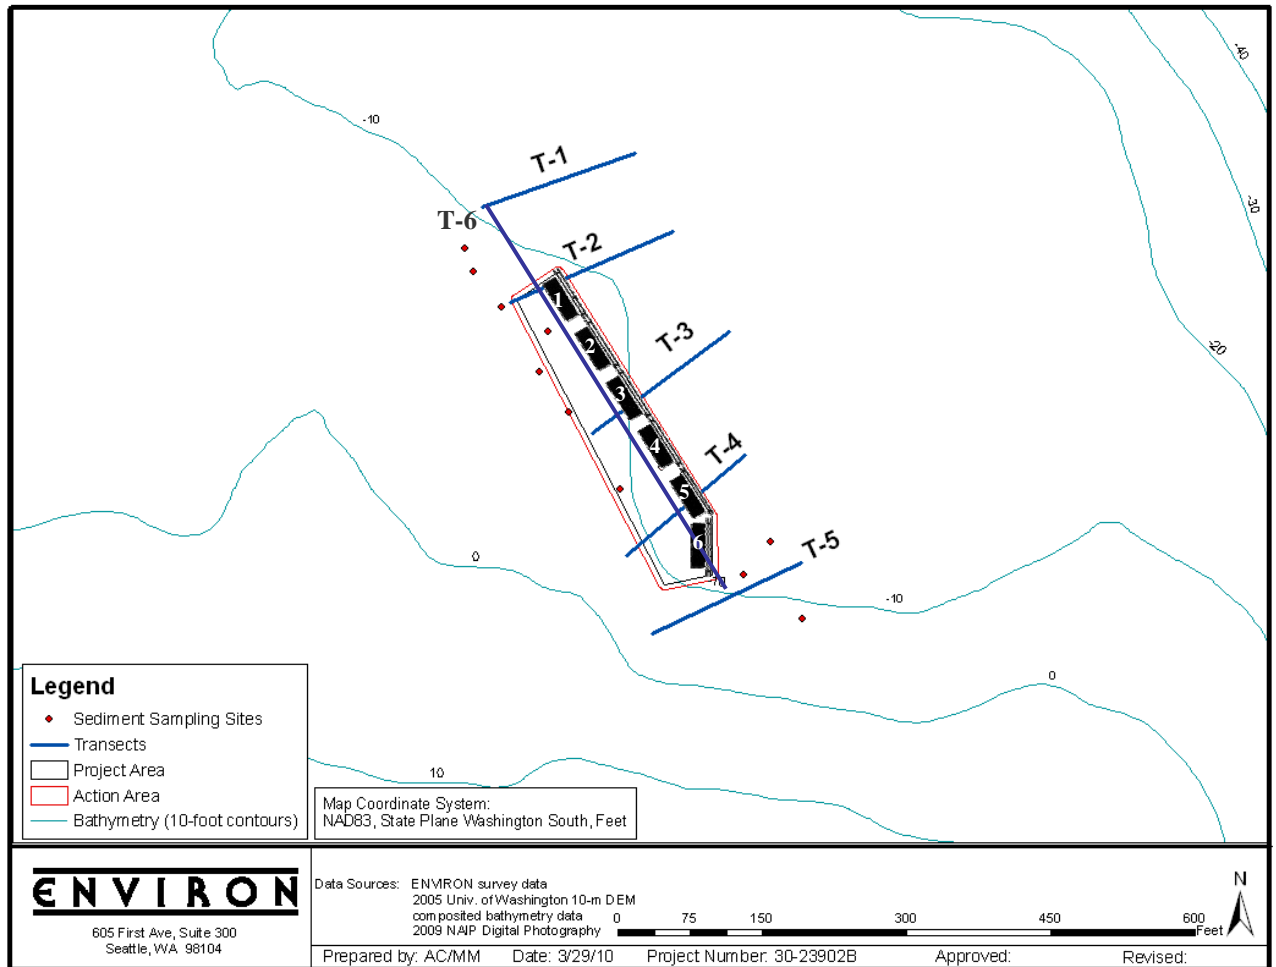 -40
-10
T-1
-30
T-6
T-2
1
T-3
2
-20
3
4
T-4
5
6
T-5
0
-10
0
10
Legend
Sediment Sampling Sites
Transects
Project Area
Action Area
Bathymetry (10-foot contours)
Map Coordinate System:
NAD83, State Plane Washington South, Feet
ENVIRON
605 First Ave, Suite 300
Seattle, WA 98104
Data Sources: ENVIRON survey data
2005 Univ. of Washington 10-m DEM
composited bathymetry data
2009 NAIP Digital Photography
0 75 150 300 450 600
Feet
N
Prepared by: AC/MM Date: 3/29/10 Project Number: 30-23902B Approved: Revised: